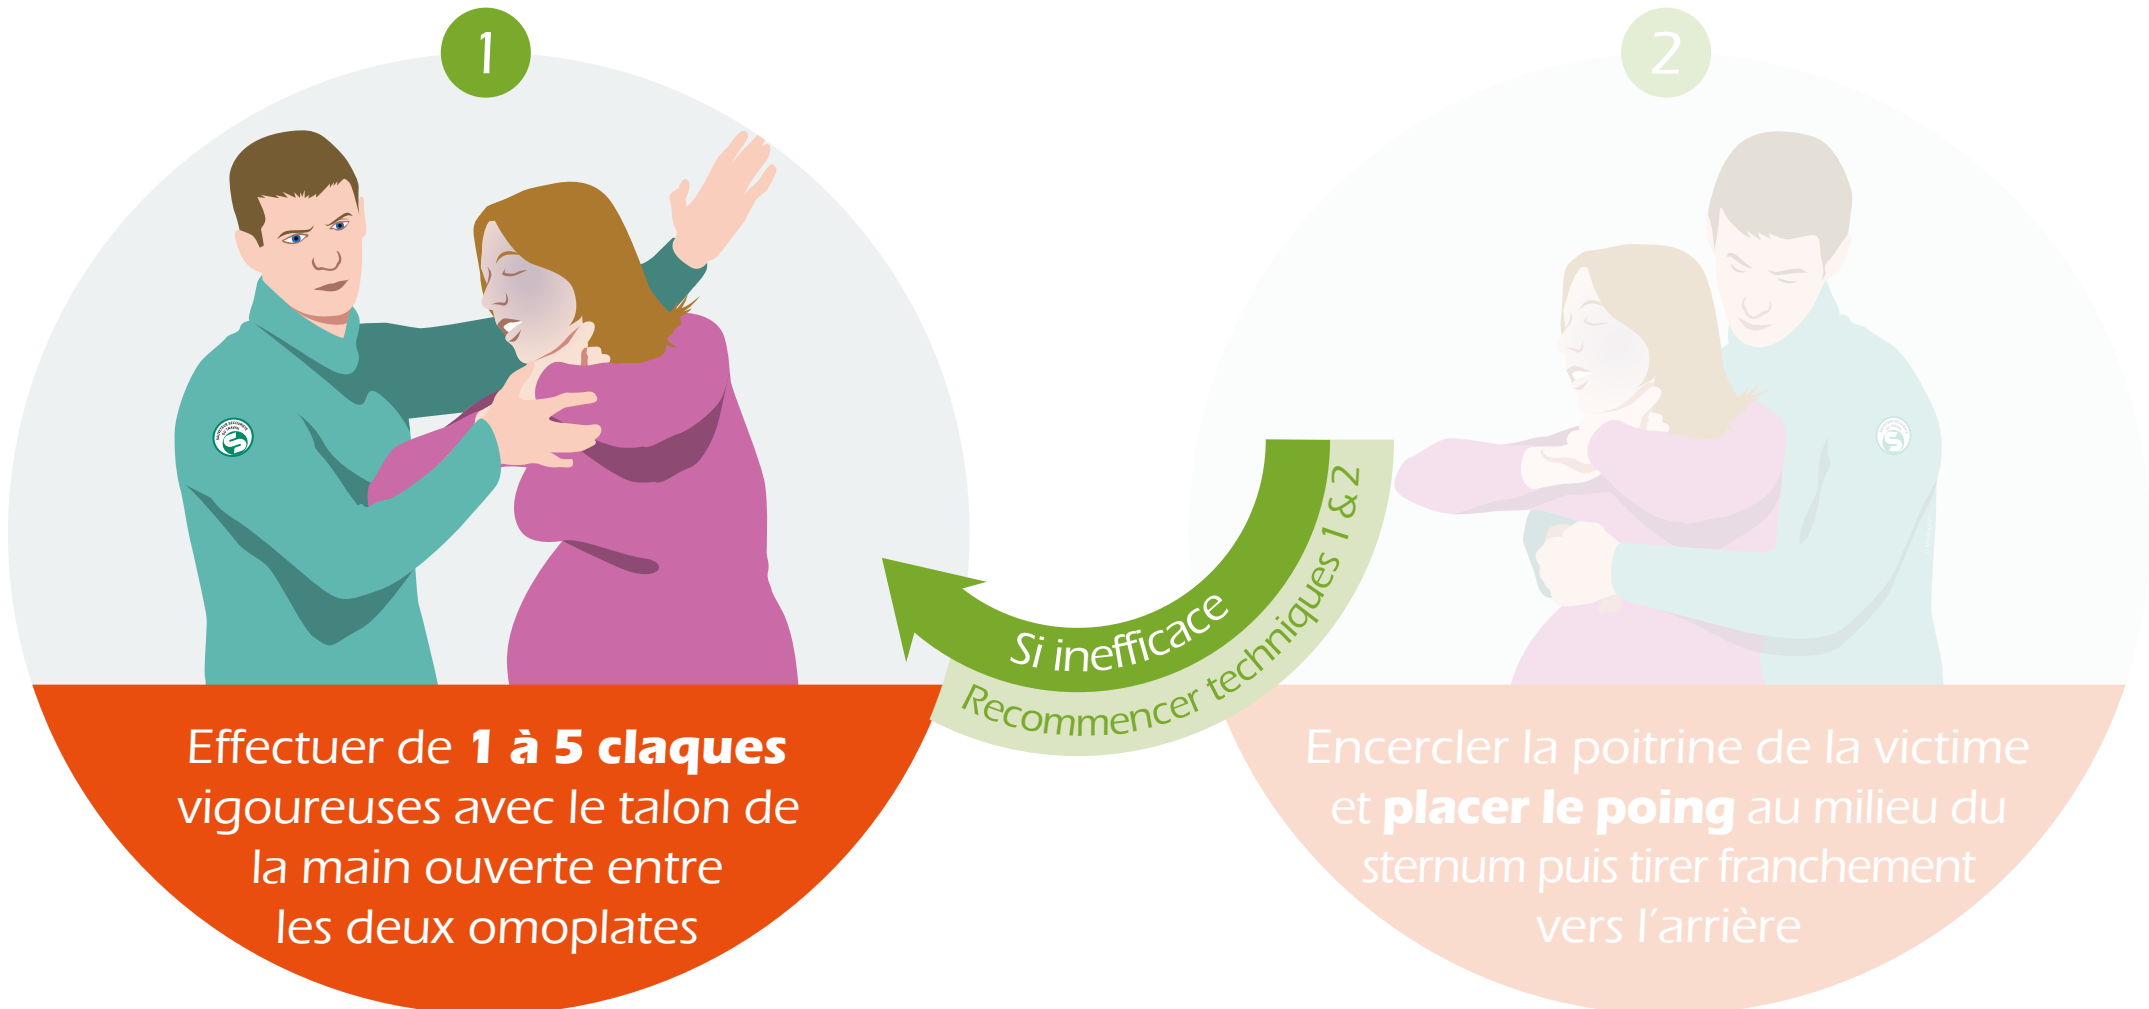 1
2
Effectuer de 1 à 5 claques
vigoureuses avec le talon de
la main ouverte entre
les deux omoplates
Si inefficace
Recommencer techniques 1 & 2
Encercler la poitrine de la victime
et placer le poing au milieu du
sternum puis tirer franchement
vers l’arrière